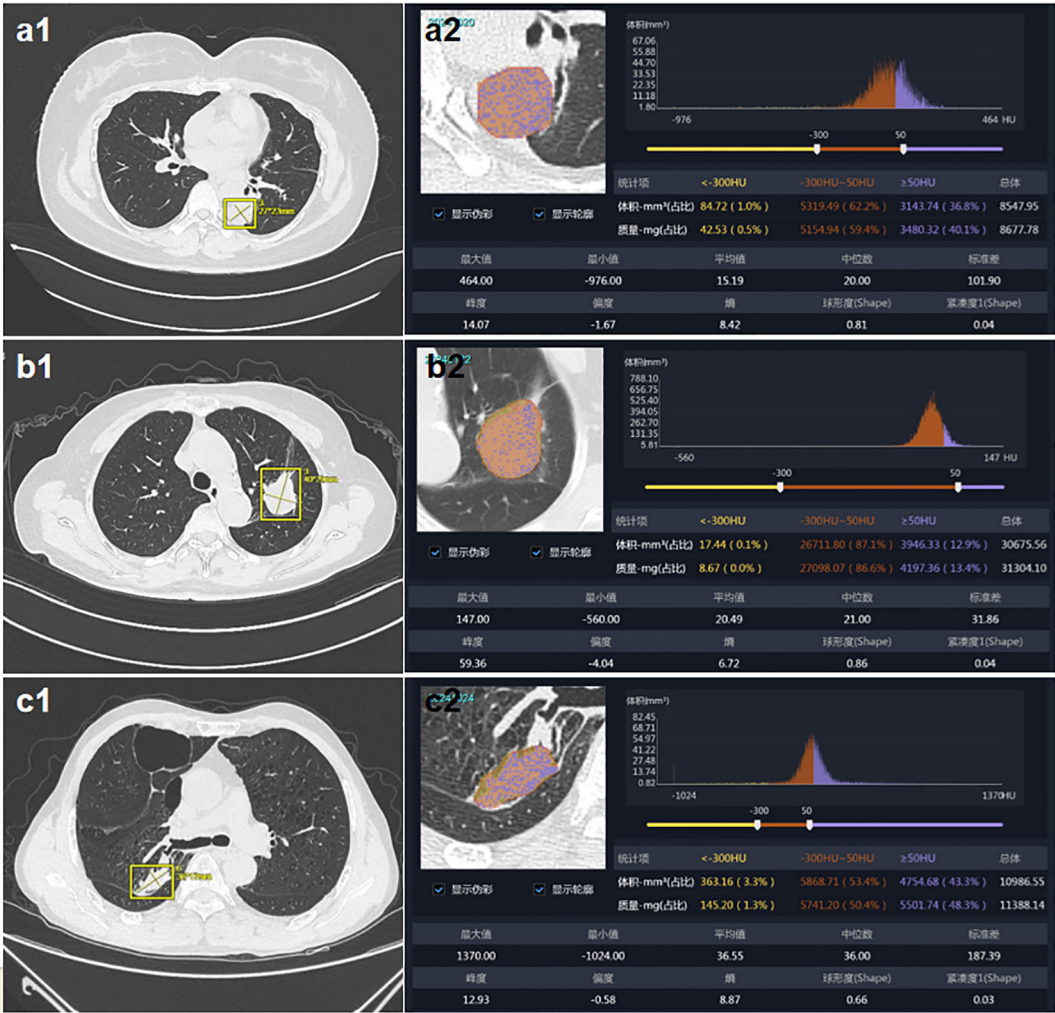 a1
27*23mm
a2
体积(mm³)
67.06
55.88
44.70
33.53
22.35
11.18
1.80
-976
464 HU
-300
50
统计项 <-300HU -300HU~50HU ≥50HU 总体
体积-mm³(占比) 84.72 ( 1.0% ) 5319.49 ( 62.2% ) 3143.74 ( 36.8% ) 8547.95
质量-mg(占比) 42.53 ( 0.5% ) 5154.94 ( 59.4% ) 3480.32 ( 40.1% ) 8677.78
显示伪彩 显示轮廓
最大值 最小值 平均值 中位数 标准差
464.00 -976.00 15.19 20.00 101.90
峰度 偏度 熵 球形度(Shape) 紧凑度1(Shape)
14.07 -1.67 8.42 0.81 0.04
b1
b2
体积(mm³)
788.10
656.75
525.40
394.05
262.70
131.35
5.81
-560
147 HU
-300
50
统计项 <-300HU -300HU~50HU ≥50HU 总体
体积-mm³(占比) 17.44 ( 0.1% ) 26711.80 ( 87.1% ) 3946.33 ( 12.9% ) 30675.56
质量-mg(占比) 8.67 ( 0.0% ) 27098.07 ( 86.6% ) 4197.36 ( 13.4% ) 31304.10
显示伪彩 显示轮廓
最大值 最小值 平均值 中位数 标准差
147.00 -560.00 20.49 21.00 31.86
峰度 偏度 熵 球形度(Shape) 紧凑度1(Shape)
59.36 -4.04 6.72 0.86 0.04
c1
c2
体积(mm³)
82.45
68.71
54.97
41.22
27.48
13.74
0.82
-1024
1370HU
-300
50
统计项 <-300HU -300HU~50HU ≥50HU 总体
体积-mm³(占比) 363.16 ( 3.3% ) 5868.71 ( 53.4% ) 4754.68 ( 43.3% ) 10986.55
质量-mg(占比) 145.20 ( 1.3% ) 5741.20 ( 50.4% ) 5501.74 ( 48.3% ) 11388.14
显示伪彩 显示轮廓
最大值 最小值 平均值 中位数 标准差
1370.00 -1024.00 36.55 36.00 187.39
峰度 偏度 熵 球形度(Shape) 紧凑度1(Shape)
12.93 -0.58 8.87 0.66 0.03